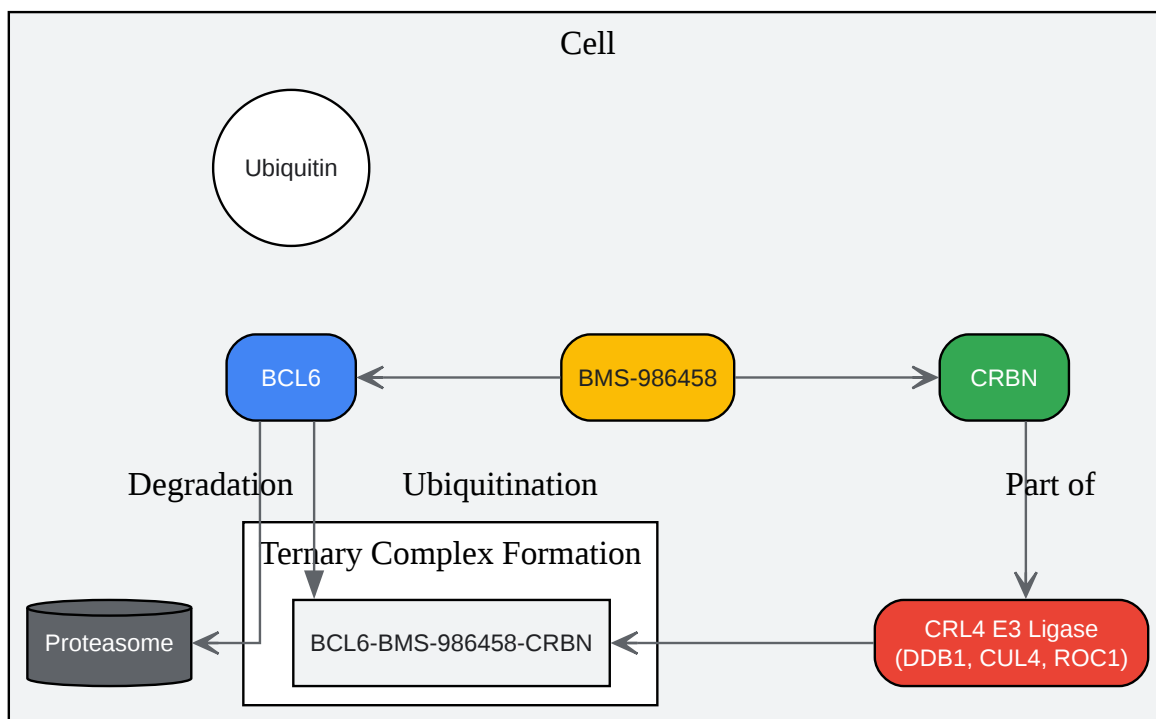 Cell
Ubiquitin
BCL6
BMS-986458
CRBN
Degradation
Ubiquitination
Part of
Ternary Complex Formation
Proteasome
BCL6-BMS-986458-CRBN
CRL4 E3 Ligase
(DDB1, CUL4, ROC1)